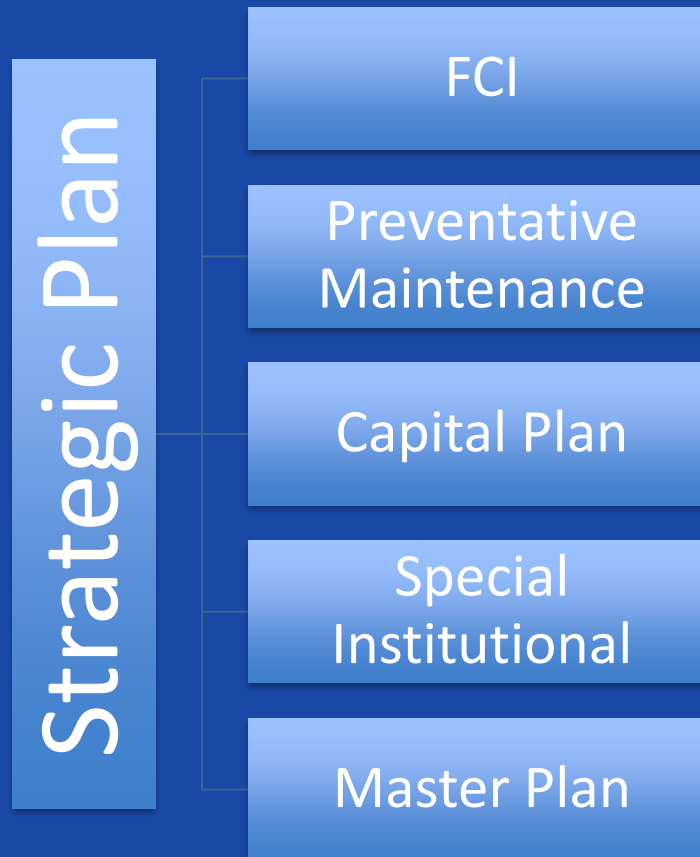 Strategic Plan
FCI
Preventative
Maintenance
Capital Plan
Special
Institutional
Master Plan